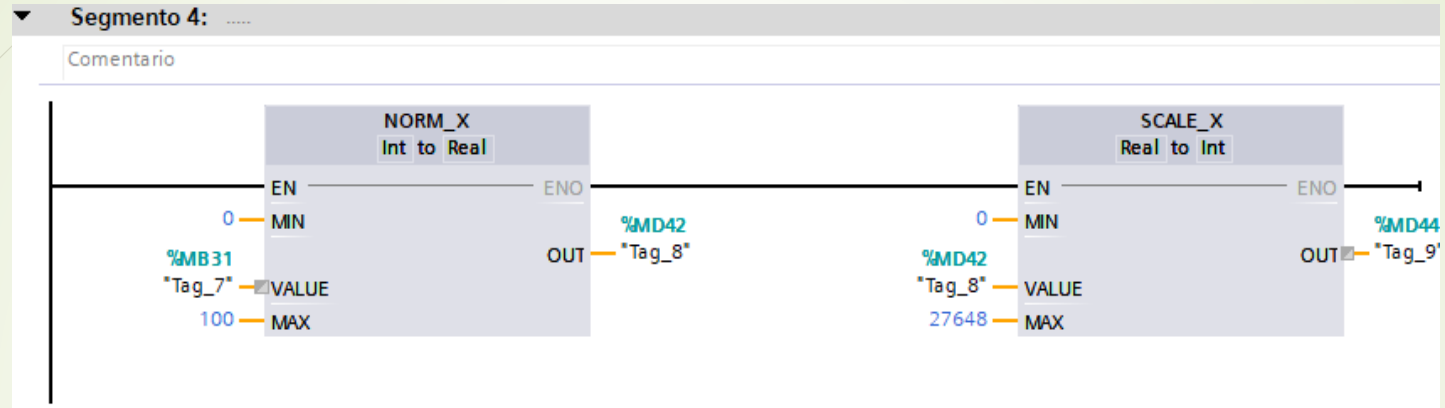 Segmento 4: .....
Comentario
NORM_X
Int to Real
EN
ENO
0
MIN
%MD42
"Tag_8"
OUT
%MB31
"Tag_7"
VALUE
100
MAX
SCALE_X
Real to Int
EN
ENO
0
MIN
%MD44
"Tag_9"
OUT
%MD42
"Tag_8"
VALUE
27648
MAX